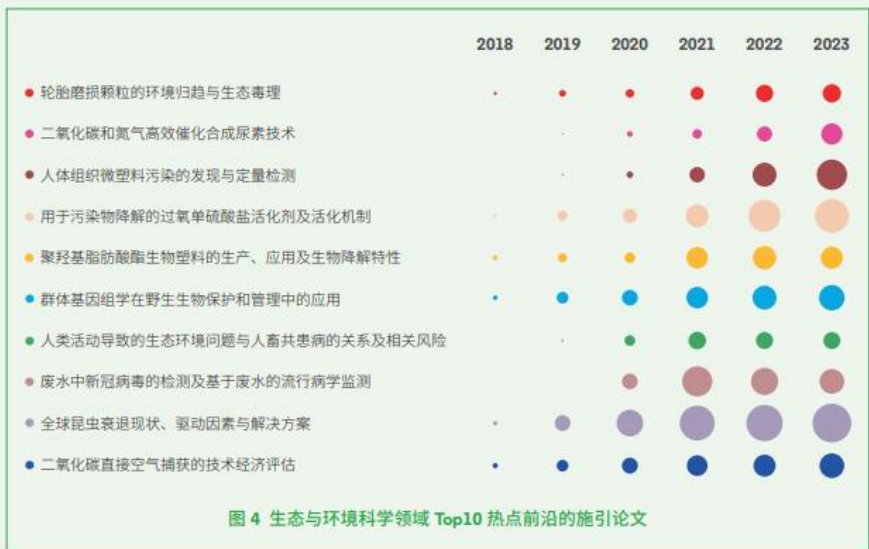 2018 2019 2020 2021 2022 2023
轮胎磨损颗粒的环境归趋与生态毒理
二氧化碳和氮气高效催化合成尿素技术
人体组织微塑料污染的发现与定量检测
用于污染物降解的过氧单硫酸盐活化剂及活化机制
聚羟基脂肪酸酯生物塑料的生产、应用及生物降解特性
群体基因组学在野生生物保护和管理中的应用
人类活动导致的生态环境问题与人畜共患病的关系及相关风险
废水中新冠病毒的检测及基于废水的流行病学监测
全球昆虫衰退现状、驱动因素与解决方案
二氧化碳直接空气捕获的技术经济评估
图 4 生态与环境科学领域 Top10 热点前沿的施引论文